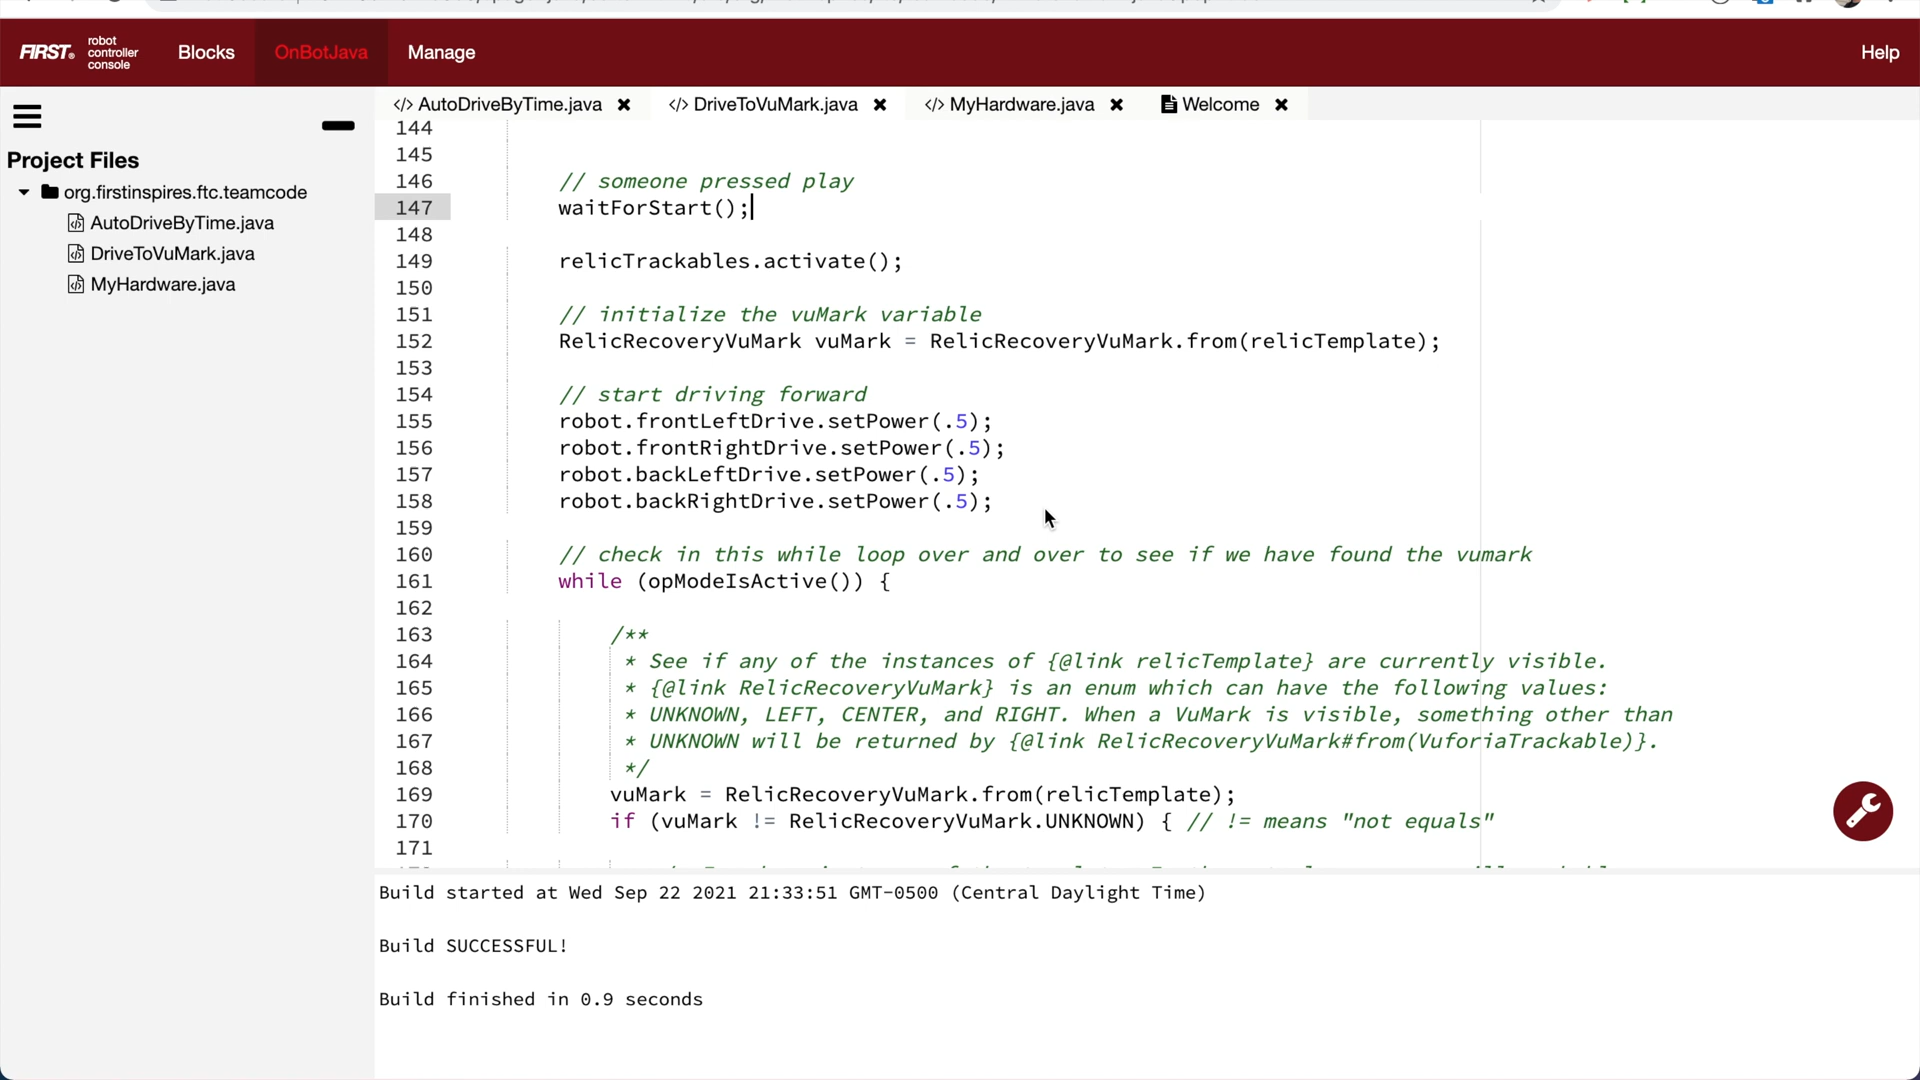 FIRST® robot controller console
Blocks
OnBotJava
Manage
Help
</> AutoDriveByTime.java ✖
</> DriveToVuMark.java ✖
</> MyHardware.java ✖
Welcome ✖
Project Files
org.firstinspires.ftc.teamcode
AutoDriveByTime.java
DriveToVuMark.java
MyHardware.java
144
145
146 // someone pressed play
147 waitForStart();
148
149 relicTrackables.activate();
150
151 // initialize the vuMark variable
152 RelicRecoveryVuMark vuMark = RelicRecoveryVuMark.from(relicTemplate);
153
154 // start driving forward
155 robot.frontLeftDrive.setPower(.5);
156 robot.frontRightDrive.setPower(.5);
157 robot.backLeftDrive.setPower(.5);
158 robot.backRightDrive.setPower(.5);
159
160 // check in this while loop over and over to see if we have found the vumark
161 while (opModeIsActive()) {
162
163 /**
164 * See if any of the instances of {@link relicTemplate} are currently visible.
165 * {@link RelicRecoveryVuMark} is an enum which can have the following values:
166 * UNKNOWN, LEFT, CENTER, and RIGHT. When a VuMark is visible, something other than
167 * UNKNOWN will be returned by {@link RelicRecoveryVuMark#from(VuforiaTrackable)}.
168 */
169 vuMark = RelicRecoveryVuMark.from(relicTemplate);
170 if (vuMark != RelicRecoveryVuMark.UNKNOWN) { // != means "not equals"
171
Build started at Wed Sep 22 2021 21:33:51 GMT-0500 (Central Daylight Time)
Build SUCCESSFUL!
Build finished in 0.9 seconds